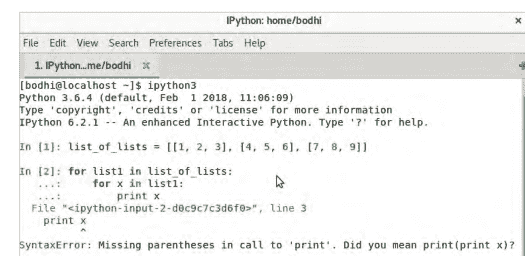 IPython: home/bodhi ×
File Edit View Search Preferences Tabs Help
1. IPython...me/bodhi ×
[bodhi@localhost ~]$ ipython3
Python 3.6.4 (default, Feb  1 2018, 11:06:09)
Type 'copyright', 'credits' or 'license' for more information
IPython 6.2.1 -- An enhanced Interactive Python. Type '?' for help.
In [1]: list_of_lists = [[1, 2, 3], [4, 5, 6], [7, 8, 9]]
In [2]: for list1 in list_of_lists:
   ...:     for x in list1:
   ...:         print x
  File "<ipython-input-2-d0c9c7c3d6f0>", line 3
    print x
          ^
SyntaxError: Missing parentheses in call to 'print'. Did you mean print(print x)?